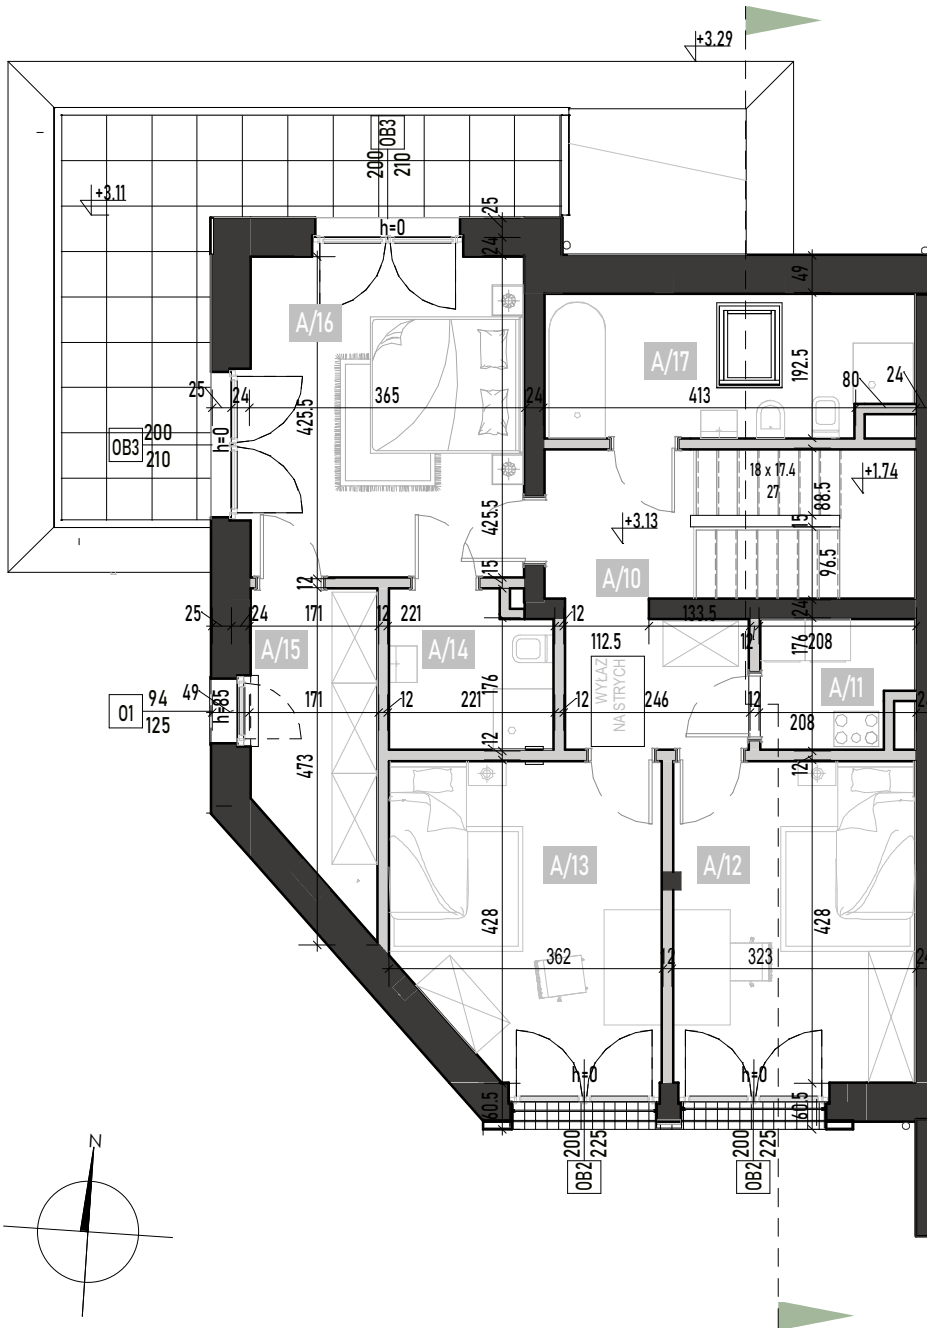 +3.29
OB3
200
210
+3.11
25
h=0
24
49
A/16
A/17
192.5
80
24
25
24
365
24
413
425.5
OB3
200
210
h=0
18 x 17.4
27
+1.74
88.5
425.5
+3.13
15
96.5
15
12
A/10
24
25
24
171
12
221
12
133.5
A/15
A/14
112.5
12
176
208
176
A/11
WYŁAZ
NA STRYCH
O1
94
125
49
h=85
171
12
221
12
246
12
208
473
12
12
A/13
A/12
428
428
362
12
323
24
h=0
h=0
60.5
60.5
200
225
OB2
200
225
OB2
N